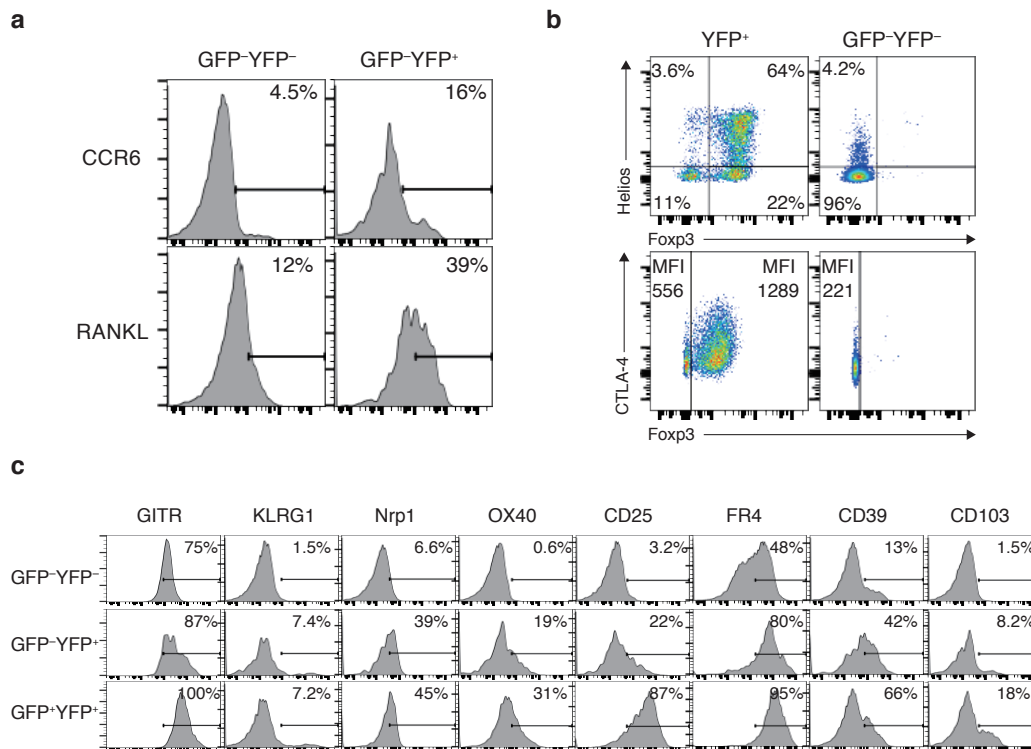 a
GFP⁻YFP⁻ GFP⁻YFP⁺
CCR6 4.5% 16%
RANKL 12% 39%
b
YFP⁺ GFP⁻YFP⁻
3.6% 64% 4.2%
Helios
11% 22% 96%
Foxp3
MFI MFI MFI
556 1289 221
CTLA-4
Foxp3
c
GITR KLRG1 Nrp1 OX40 CD25 FR4 CD39 CD103
GFP⁻YFP⁻ 75% 1.5% 6.6% 0.6% 3.2% 48% 13% 1.5%
GFP⁻YFP⁺ 87% 7.4% 39% 19% 22% 80% 42% 8.2%
GFP⁺YFP⁺ 100% 7.2% 45% 31% 87% 95% 66% 18%